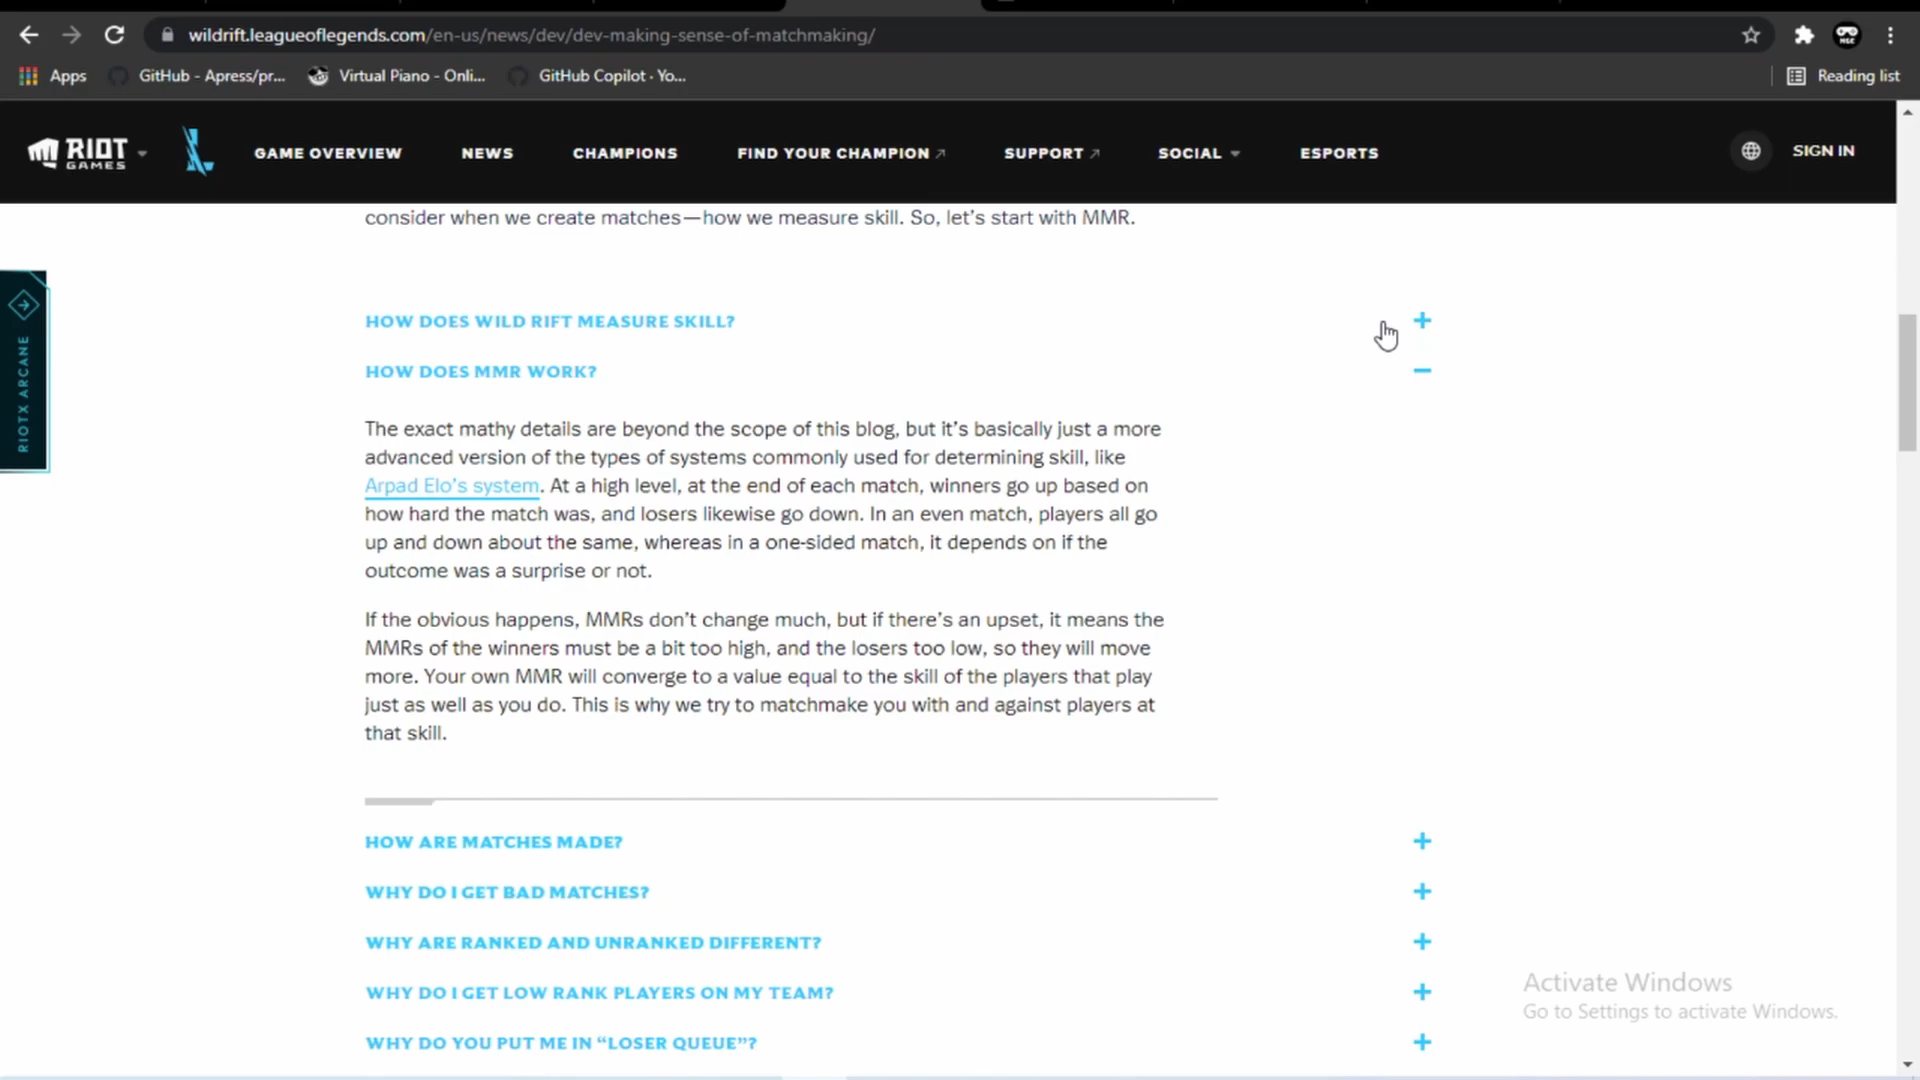 wildrift.leagueoflegends.com/en-us/news/dev/dev-making-sense-of-matchmaking/
Apps GitHub - Apress/pr... Virtual Piano - Onli... GitHub Copilot · Yo... Reading list
RIOT GAMES GAME OVERVIEW NEWS CHAMPIONS FIND YOUR CHAMPION SUPPORT SOCIAL ESPORTS SIGN IN
consider when we create matches—how we measure skill. So, let's start with MMR.
RIOTX ARCANE
HOW DOES WILD RIFT MEASURE SKILL?
HOW DOES MMR WORK?
The exact mathy details are beyond the scope of this blog, but it's basically just a more
advanced version of the types of systems commonly used for determining skill, like
Arpad Elo's system. At a high level, at the end of each match, winners go up based on
how hard the match was, and losers likewise go down. In an even match, players all go
up and down about the same, whereas in a one-sided match, it depends on if the
outcome was a surprise or not.
If the obvious happens, MMRs don't change much, but if there's an upset, it means the
MMRs of the winners must be a bit too high, and the losers too low, so they will move
more. Your own MMR will converge to a value equal to the skill of the players that play
just as well as you do. This is why we try to matchmake you with and against players at
that skill.
HOW ARE MATCHES MADE?
WHY DO I GET BAD MATCHES?
WHY ARE RANKED AND UNRANKED DIFFERENT?
WHY DO I GET LOW RANK PLAYERS ON MY TEAM?
WHY DO YOU PUT ME IN “LOSER QUEUE”?
Activate Windows
Go to Settings to activate Windows.